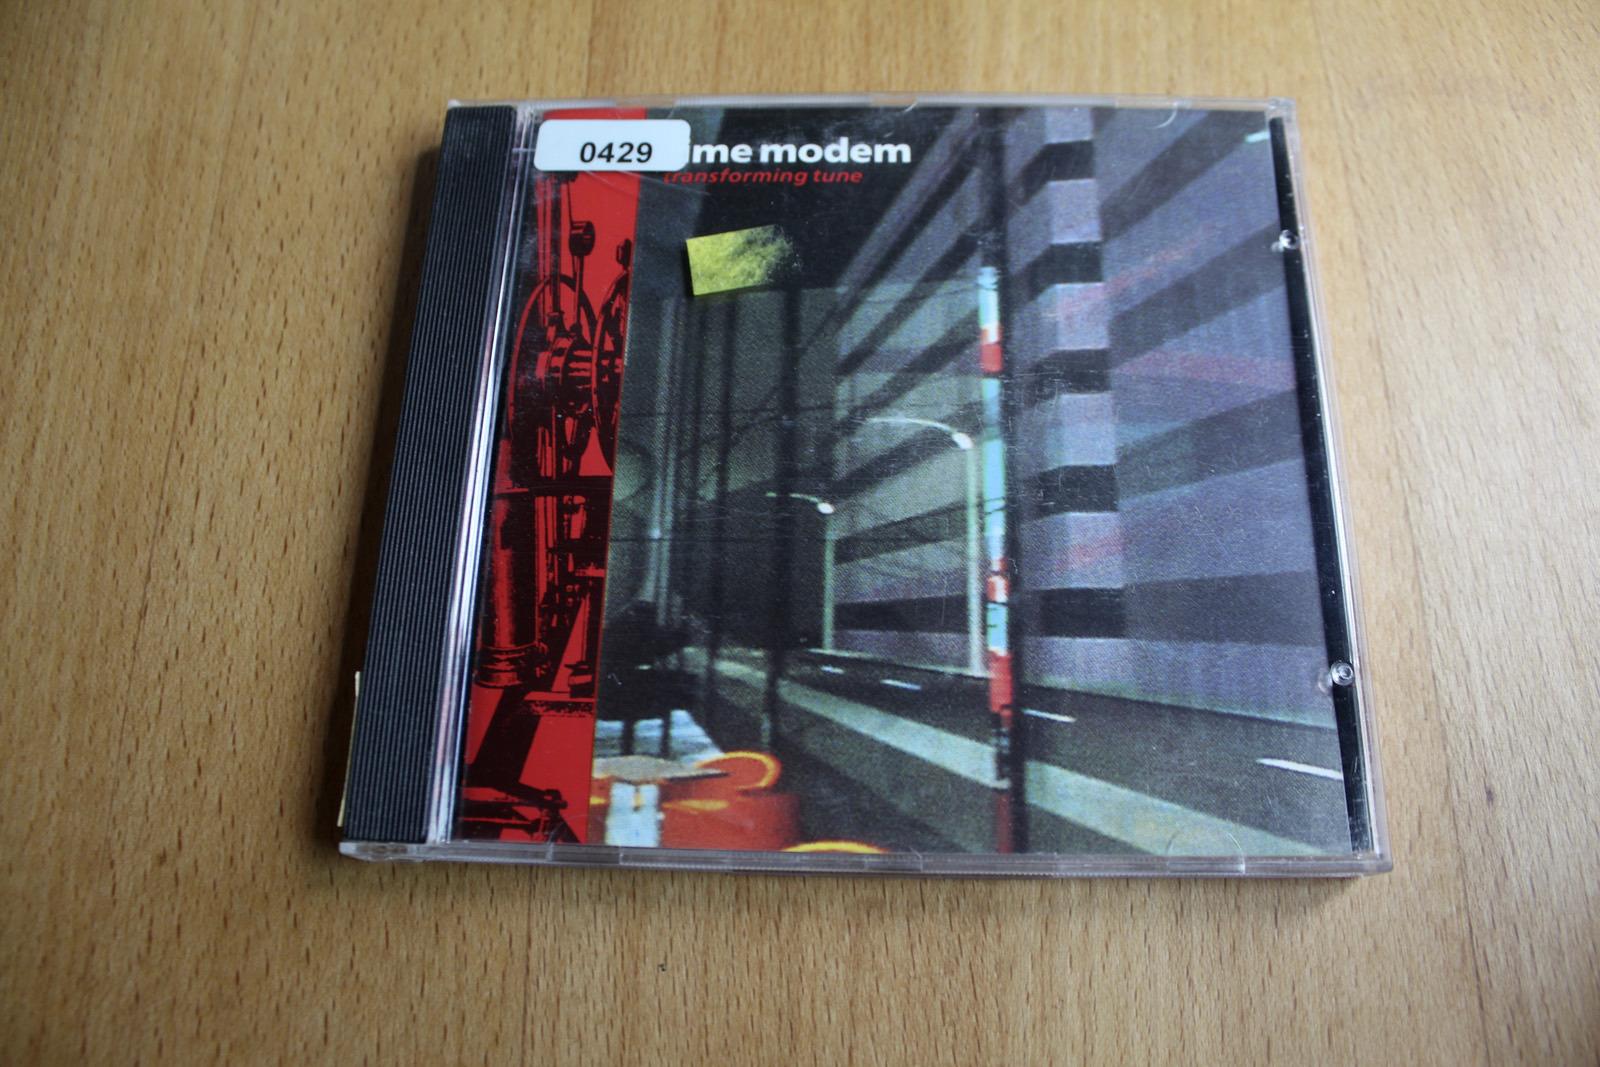 0429
me modem
transforming tune